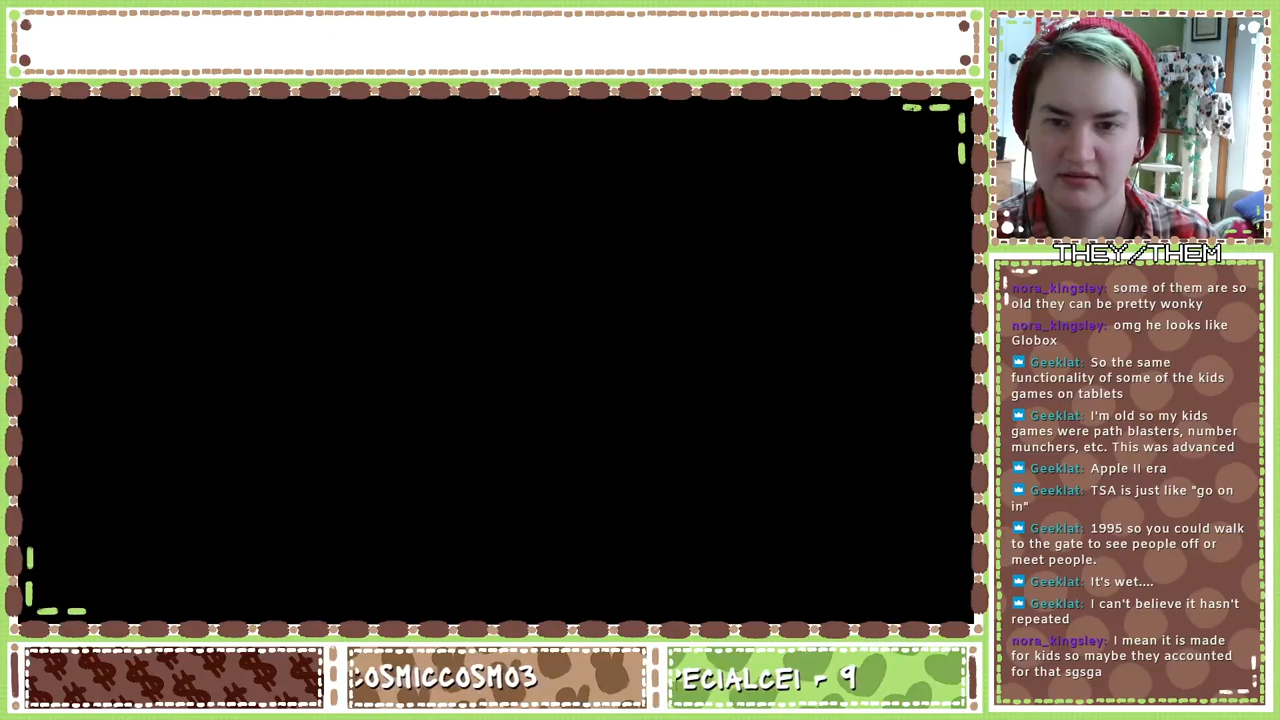 THEY/THEM
nora_kingsley: some of them are so
old they can be pretty wonky
nora_kingsley: omg he looks like
Globox
Geeklat: So the same
functionality of some of the kids
games on tablets
Geeklat: I'm old so my kids
games were path blasters, number
munchers, etc. This was advanced
Geeklat: Apple II era
Geeklat: TSA is just like "go on
in"
Geeklat: 1995 so you could walk
to the gate to see people off or
meet people.
Geeklat: It's wet....
Geeklat: I can't believe it hasn't
repeated
nora_kingsley: I mean it is made
for kids so maybe they accounted
for that sgsga
OSMICCOSMO3
ECIALCEI - 9